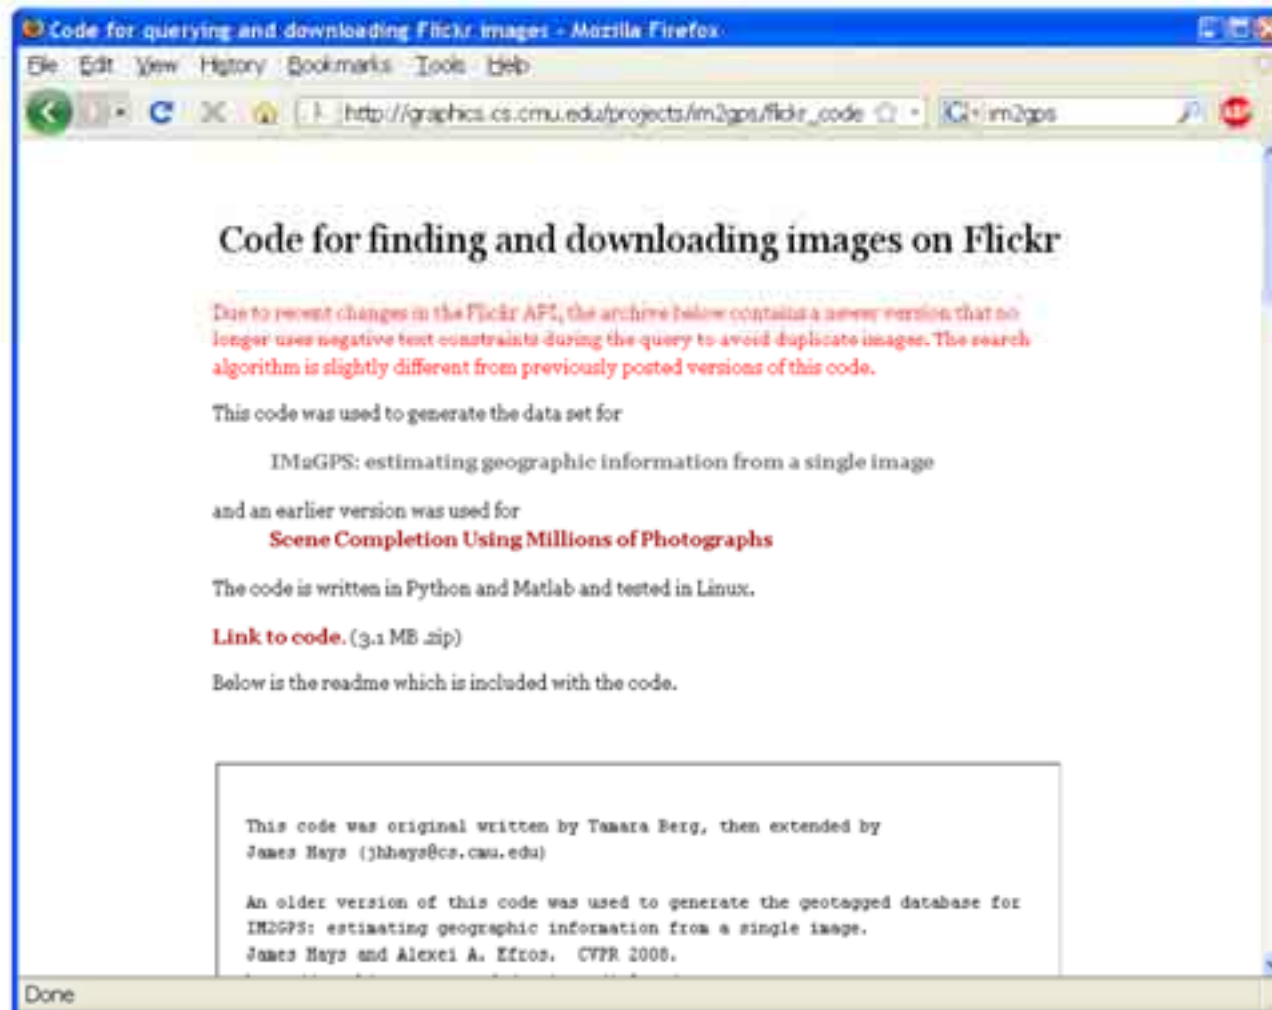 Code for querying and downloading Flickr images - Mozilla Firefox
File Edit View History Bookmarks Tools Help
http://graphics.cs.cmu.edu/projects/im2gps/flickr_code im2gps ABP
Code for finding and downloading images on Flickr
Due to recent changes in the Flickr API, the archive below contains a newer version that no
longer uses negative text constraints during the query to avoid duplicate images. The search
algorithm is slightly different from previously posted versions of this code.
This code was used to generate the data set for
IM2GPS: estimating geographic information from a single image
and an earlier version was used for
Scene Completion Using Millions of Photographs
The code is written in Python and Matlab and tested in Linux.
Link to code. (3.1 MB .zip)
Below is the readme which is included with the code.
This code was original written by Tamara Berg, then extended by
James Hays (jhhays@cs.cmu.edu)
An older version of this code was used to generate the geotagged database for
IM2GPS: estimating geographic information from a single image.
James Hays and Alexei A. Efros. CVPR 2008.
Done